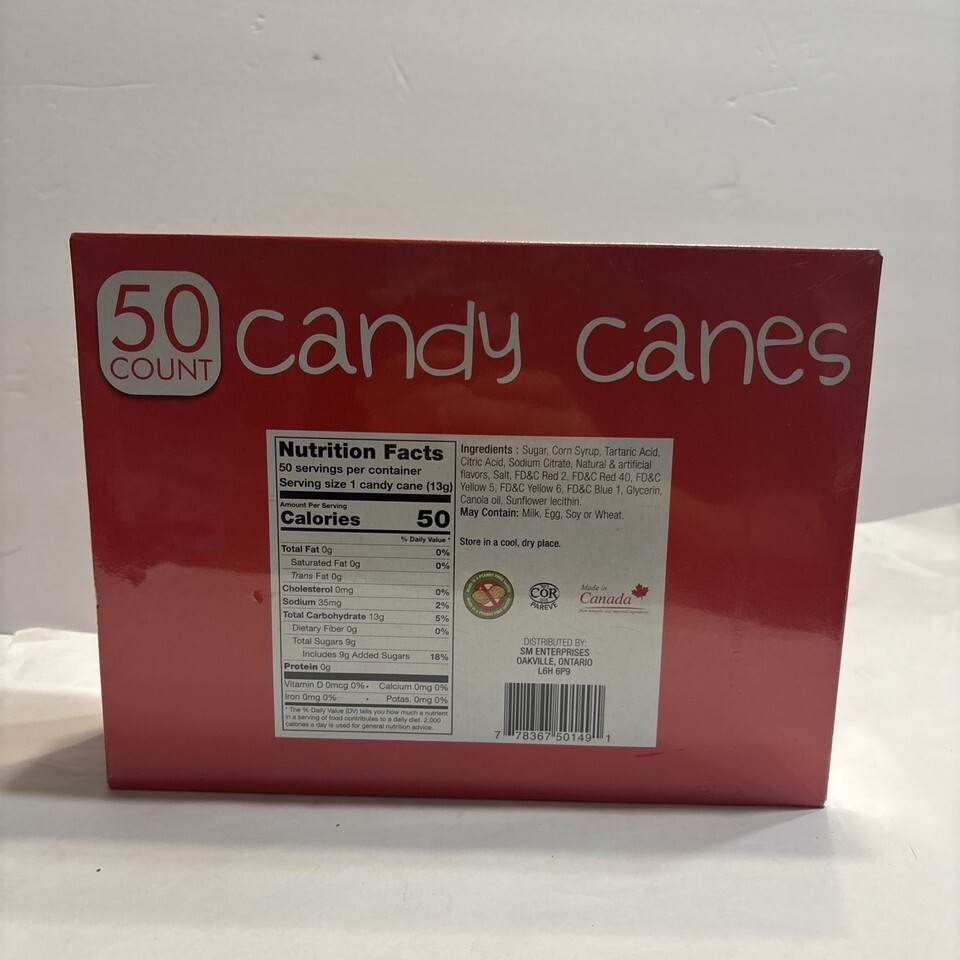 50
COUNT
candy canes
Nutrition Facts
50 servings per container
Serving size 1 candy cane (13g)
Amount Per Serving
Calories 50
% Daily Value *
Total Fat 0g 0%
Saturated Fat 0g 0%
Trans Fat 0g
Cholesterol 0mg 0%
Sodium 35mg 2%
Total Carbohydrate 13g 5%
Dietary Fiber 0g 0%
Total Sugars 9g
Includes 9g Added Sugars 18%
Protein 0g
Vitamin D 0mcg 0% • Calcium 0mg 0%
Iron 0mg 0% • Potas. 0mg 0%
* The % Daily Value (DV) tells you how much a nutrient
in a serving of food contributes to a daily diet. 2,000
calories a day is used for general nutrition advice.
Ingredients : Sugar, Corn Syrup, Tartaric Acid,
Citric Acid, Sodium Citrate, Natural & artificial
flavors, Salt, FD&C Red 2, FD&C Red 40, FD&C
Yellow 5, FD&C Yellow 6, FD&C Blue 1, Glycerin,
Canola oil, Sunflower lecithin.
May Contain: Milk, Egg, Soy or Wheat.
Store in a cool, dry place.
COR
PAREVE
Made in
Canada
from domestic and imported ingredients
DISTRIBUTED BY:
SM ENTERPRISES
OAKVILLE, ONTARIO
L6H 6P9
7 78367 50149 1